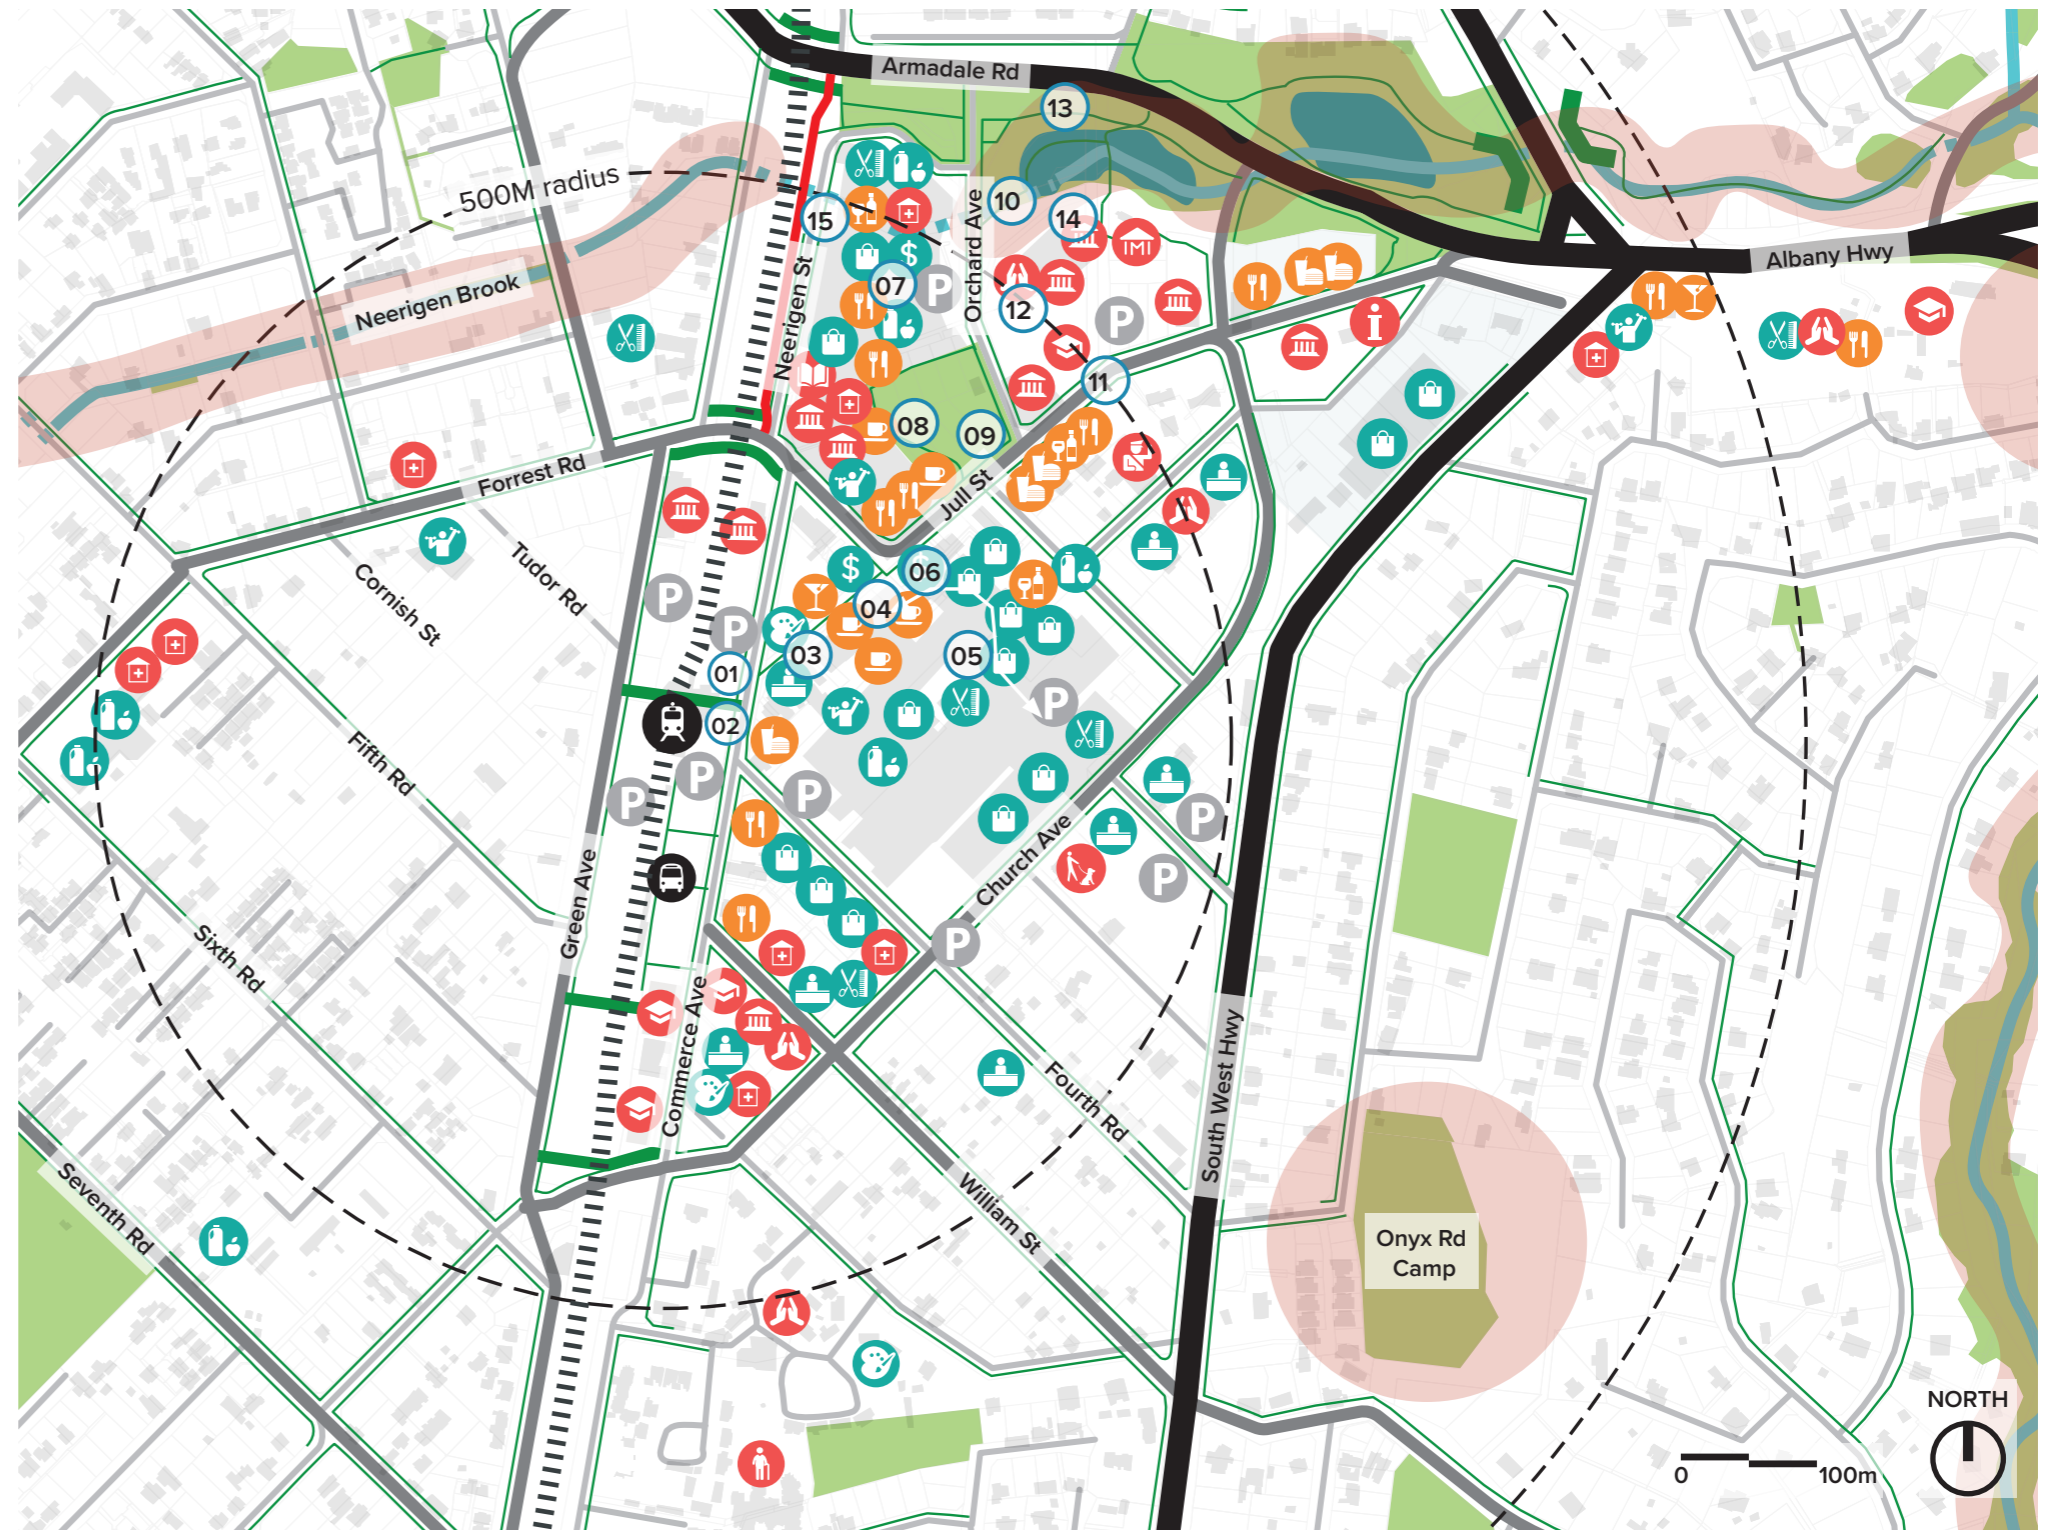 Armadale Rd
13
500M radius
15
10
14
Orchard Ave
Albany Hwy
Neerigen Brook
07
P
12
P
Neerigen St
11
08
09
Forrest Rd
Jull St
Cornish St
Tudor Rd
$
$
06
P
04
P
03
05
01
02
P
P
P
P
Fifth Rd
P
Church Ave
P
Green Ave
P
Sixth Rd
Commerce Ave
Fourth Rd
South West Hwy
Seventh Rd
William St
Onyx Rd
Camp
NORTH
0
100m